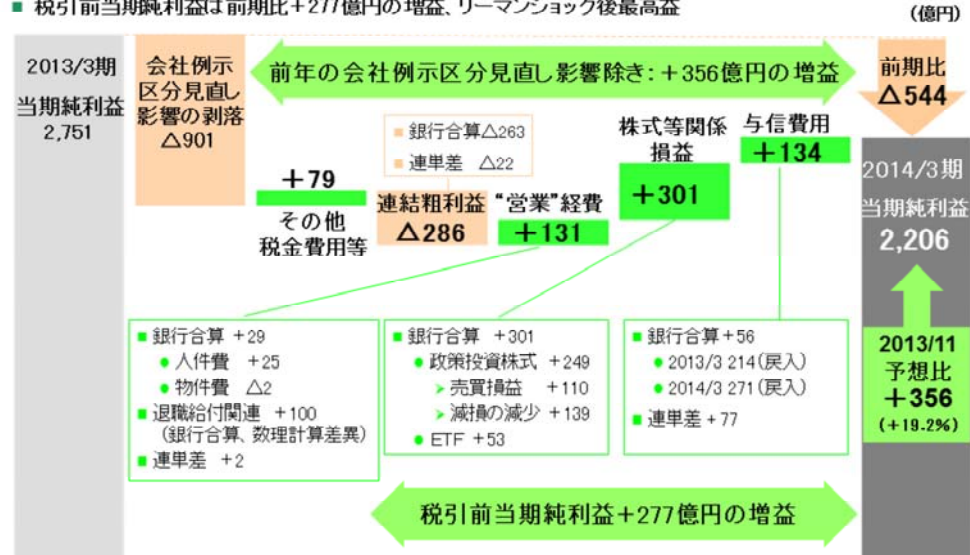 ■ 税引前当期純利益は前期比+277億円の増益、リーマンショック後最高益
(億円)
2013/3期
当期純利益
2,751
会社例示
区分見直し
影響の剥落
△901
前年の会社例示区分見直し影響除き:+356億円の増益
前期比
△544
+79
その他
税金費用等
■ 銀行合算△263
■ 連単差 △22
連結粗利益
△286
“営業”経費
+131
株式等関係
損益
+301
与信費用
+134
2014/3期
当期純利益
2,206
■ 銀行合算 +29
● 人件費 +25
● 物件費 △2
■ 退職給付関連 +100
(銀行合算、数理計算差異)
■ 連単差 +2
■ 銀行合算 +301
● 政策投資株式 +249
➤ 売買損益 +110
➤ 減損の減少 +139
● ETF +53
■ 銀行合算+56
● 2013/3 214(戻入)
● 2014/3 271(戻入)
■ 連単差+77
2013/11
予想比
+356
(+19.2%)
税引前当期純利益+277億円の増益